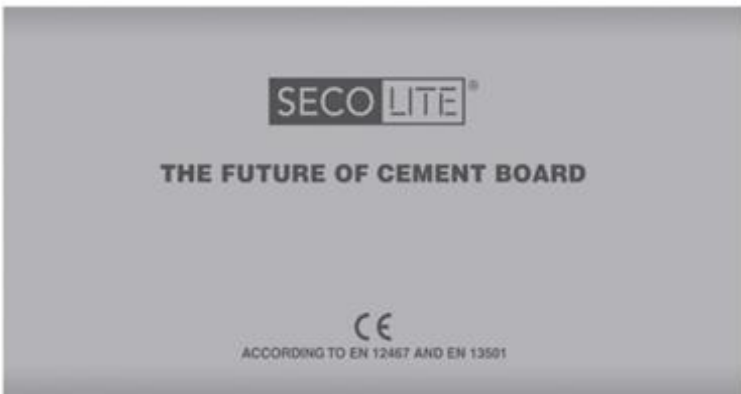 SECO LITE®
THE FUTURE OF CEMENT BOARD
CE
ACCORDING TO EN 12467 AND EN 13501